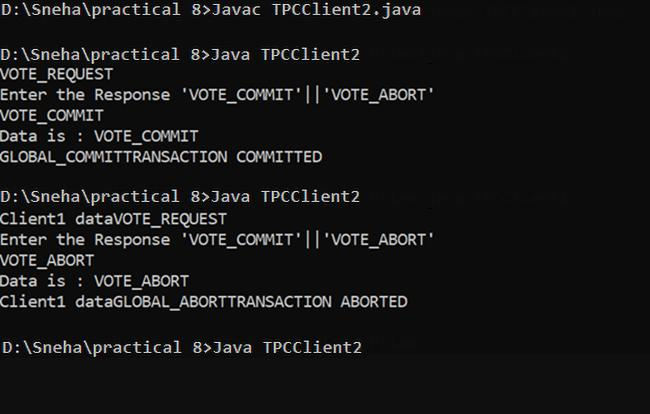 D:\Sneha\practical 8>Javac TPCClient2.java
D:\Sneha\practical 8>Java TPCClient2
VOTE_REQUEST
Enter the Response 'VOTE_COMMIT'||'VOTE_ABORT'
VOTE_COMMIT
Data is : VOTE_COMMIT
GLOBAL_COMMITTRANSACTION COMMITTED
D:\Sneha\practical 8>Java TPCClient2
Client1 dataVOTE_REQUEST
Enter the Response 'VOTE_COMMIT'||'VOTE_ABORT'
VOTE_ABORT
Data is : VOTE_ABORT
Client1 dataGLOBAL_ABORTTRANSACTION ABORTED
D:\Sneha\practical 8>Java TPCClient2